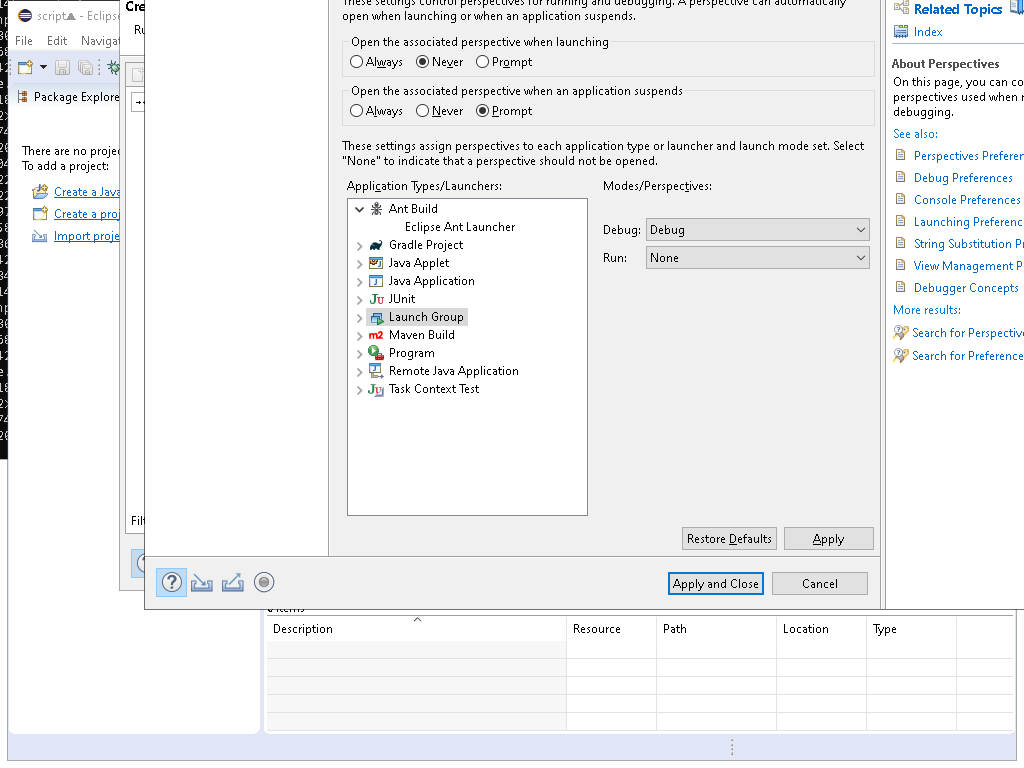 script▲ - Eclips
File Edit Navigat
Package Explore
There are no projec
To add a project:
Create a Java
Create a proj
Import proje
Cre
Ru
Filt
These settings control perspectives for running and debugging. A perspective can automatically
open when launching or when an application suspends.
Open the associated perspective when launching
Always Never Prompt
Open the associated perspective when an application suspends
Always Never Prompt
These settings assign perspectives to each application type or launcher and launch mode set. Select
"None" to indicate that a perspective should not be opened.
Application Types/Launchers:
Modes/Perspectives:
Ant Build
Eclipse Ant Launcher
Gradle Project
Java Applet
Java Application
JUnit
Launch Group
Maven Build
Program
Remote Java Application
Task Context Test
Debug: Debug
Run: None
Restore Defaults Apply
Apply and Close Cancel
Related Topics
Index
About Perspectives
On this page, you can co
perspectives used when r
debugging.
See also:
Perspectives Preferen
Debug Preferences
Console Preferences
Launching Preferenc
String Substitution Pr
View Management P
Debugger Concepts
More results:
Search for Perspective
Search for Preference
0 items
Description Resource Path Location Type